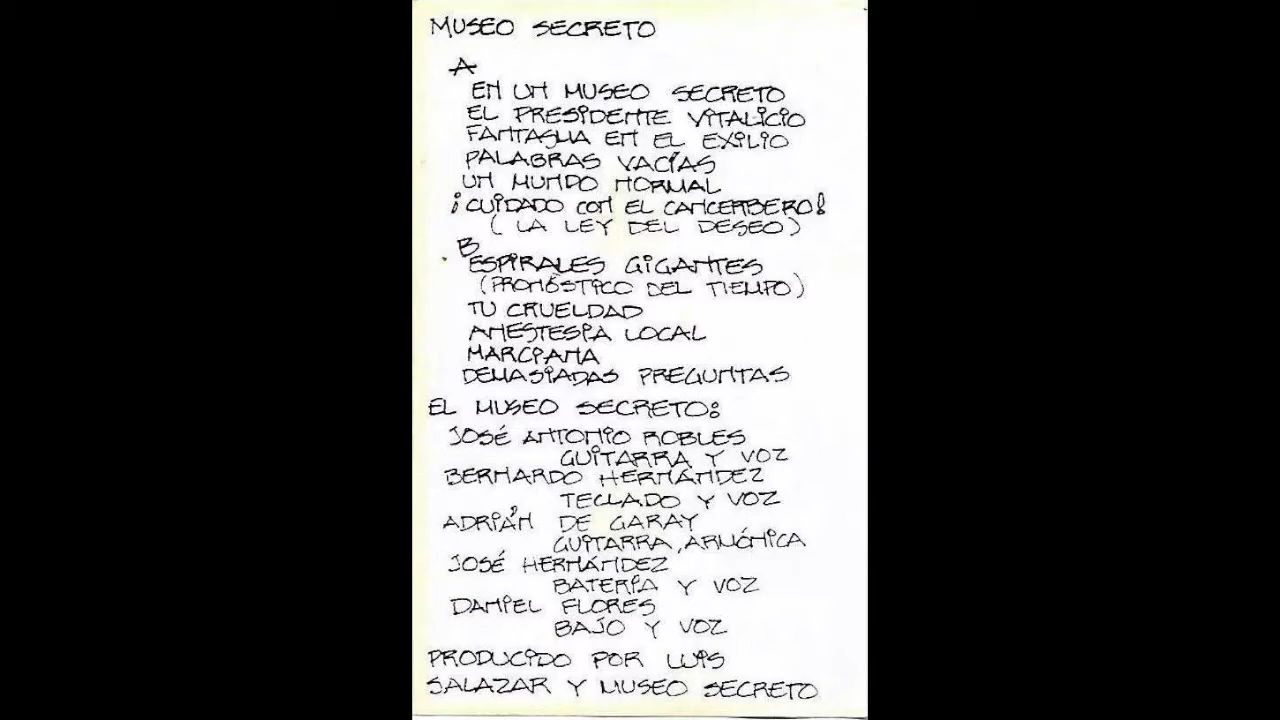 MUSEO SECRETO
A
EN UN MUSEO SECRETO
EL PRESIDENTE VITALICIO
FANTASMA EN EL EXILIO
PALABRAS VACÍAS
UN MUNDO NORMAL
¡CUIDADO CON EL CANCERBERO!
(LA LEY DEL DESEO)
B
ESPIRALES GIGANTES
(PRONÓSTICO DEL TIEMPO)
TU CRUELDAD
ANESTESIA LOCAL
MARCIANA
DEMASIADAS PREGUNTAS
EL MUSEO SECRETO:
JOSÉ ANTONIO ROBLES
GUITARRA Y VOZ
BERNARDO HERNÁNDEZ
TECLADO Y VOZ
ADRIÁN DE GARAY
GUITARRA, ARMÓNICA
JOSÉ HERNÁNDEZ
BATERÍA Y VOZ
DANIEL FLORES
BAJO Y VOZ
PRODUCIDO POR LUIS
SALAZAR Y MUSEO SECRETO